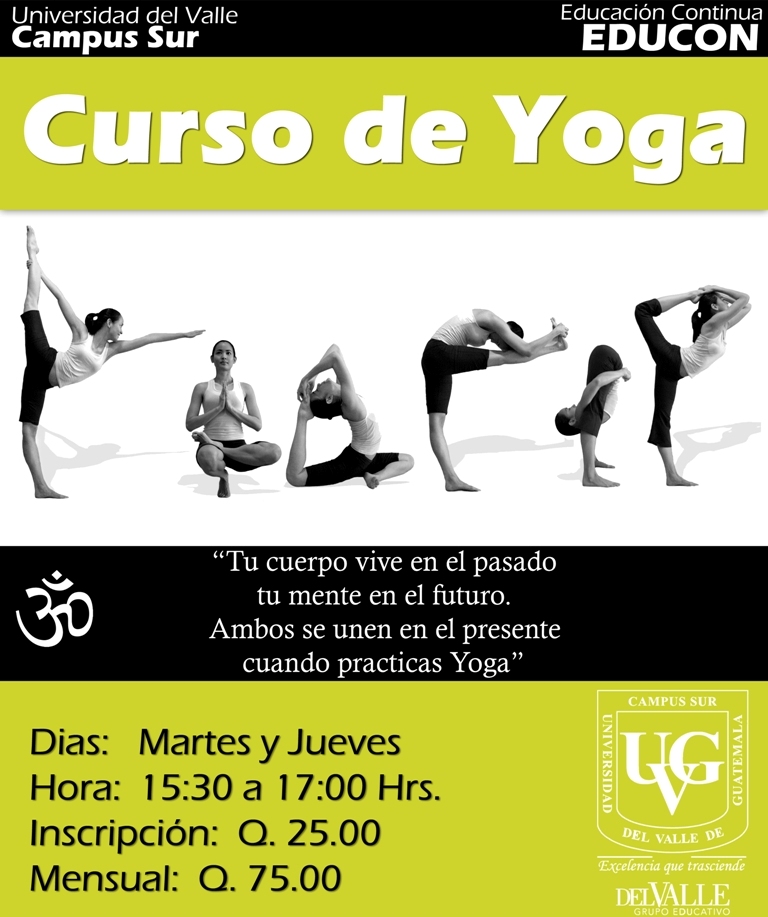 Universidad del Valle
Campus Sur
Educación Continua
EDUCON
Curso de Yoga
“Tu cuerpo vive en el pasado
tu mente en el futuro.
Ambos se unen en el presente
cuando practicas Yoga”
Dias: Martes y Jueves
Hora: 15:30 a 17:00 Hrs.
Inscripción: Q. 25.00
Mensual: Q. 75.00
CAMPUS SUR
UNIVERSIDAD
DEL VALLE DE
GUATEMALA
UVG
Excelencia que trasciende
DELVALLE
GRUPO EDUCATIVO